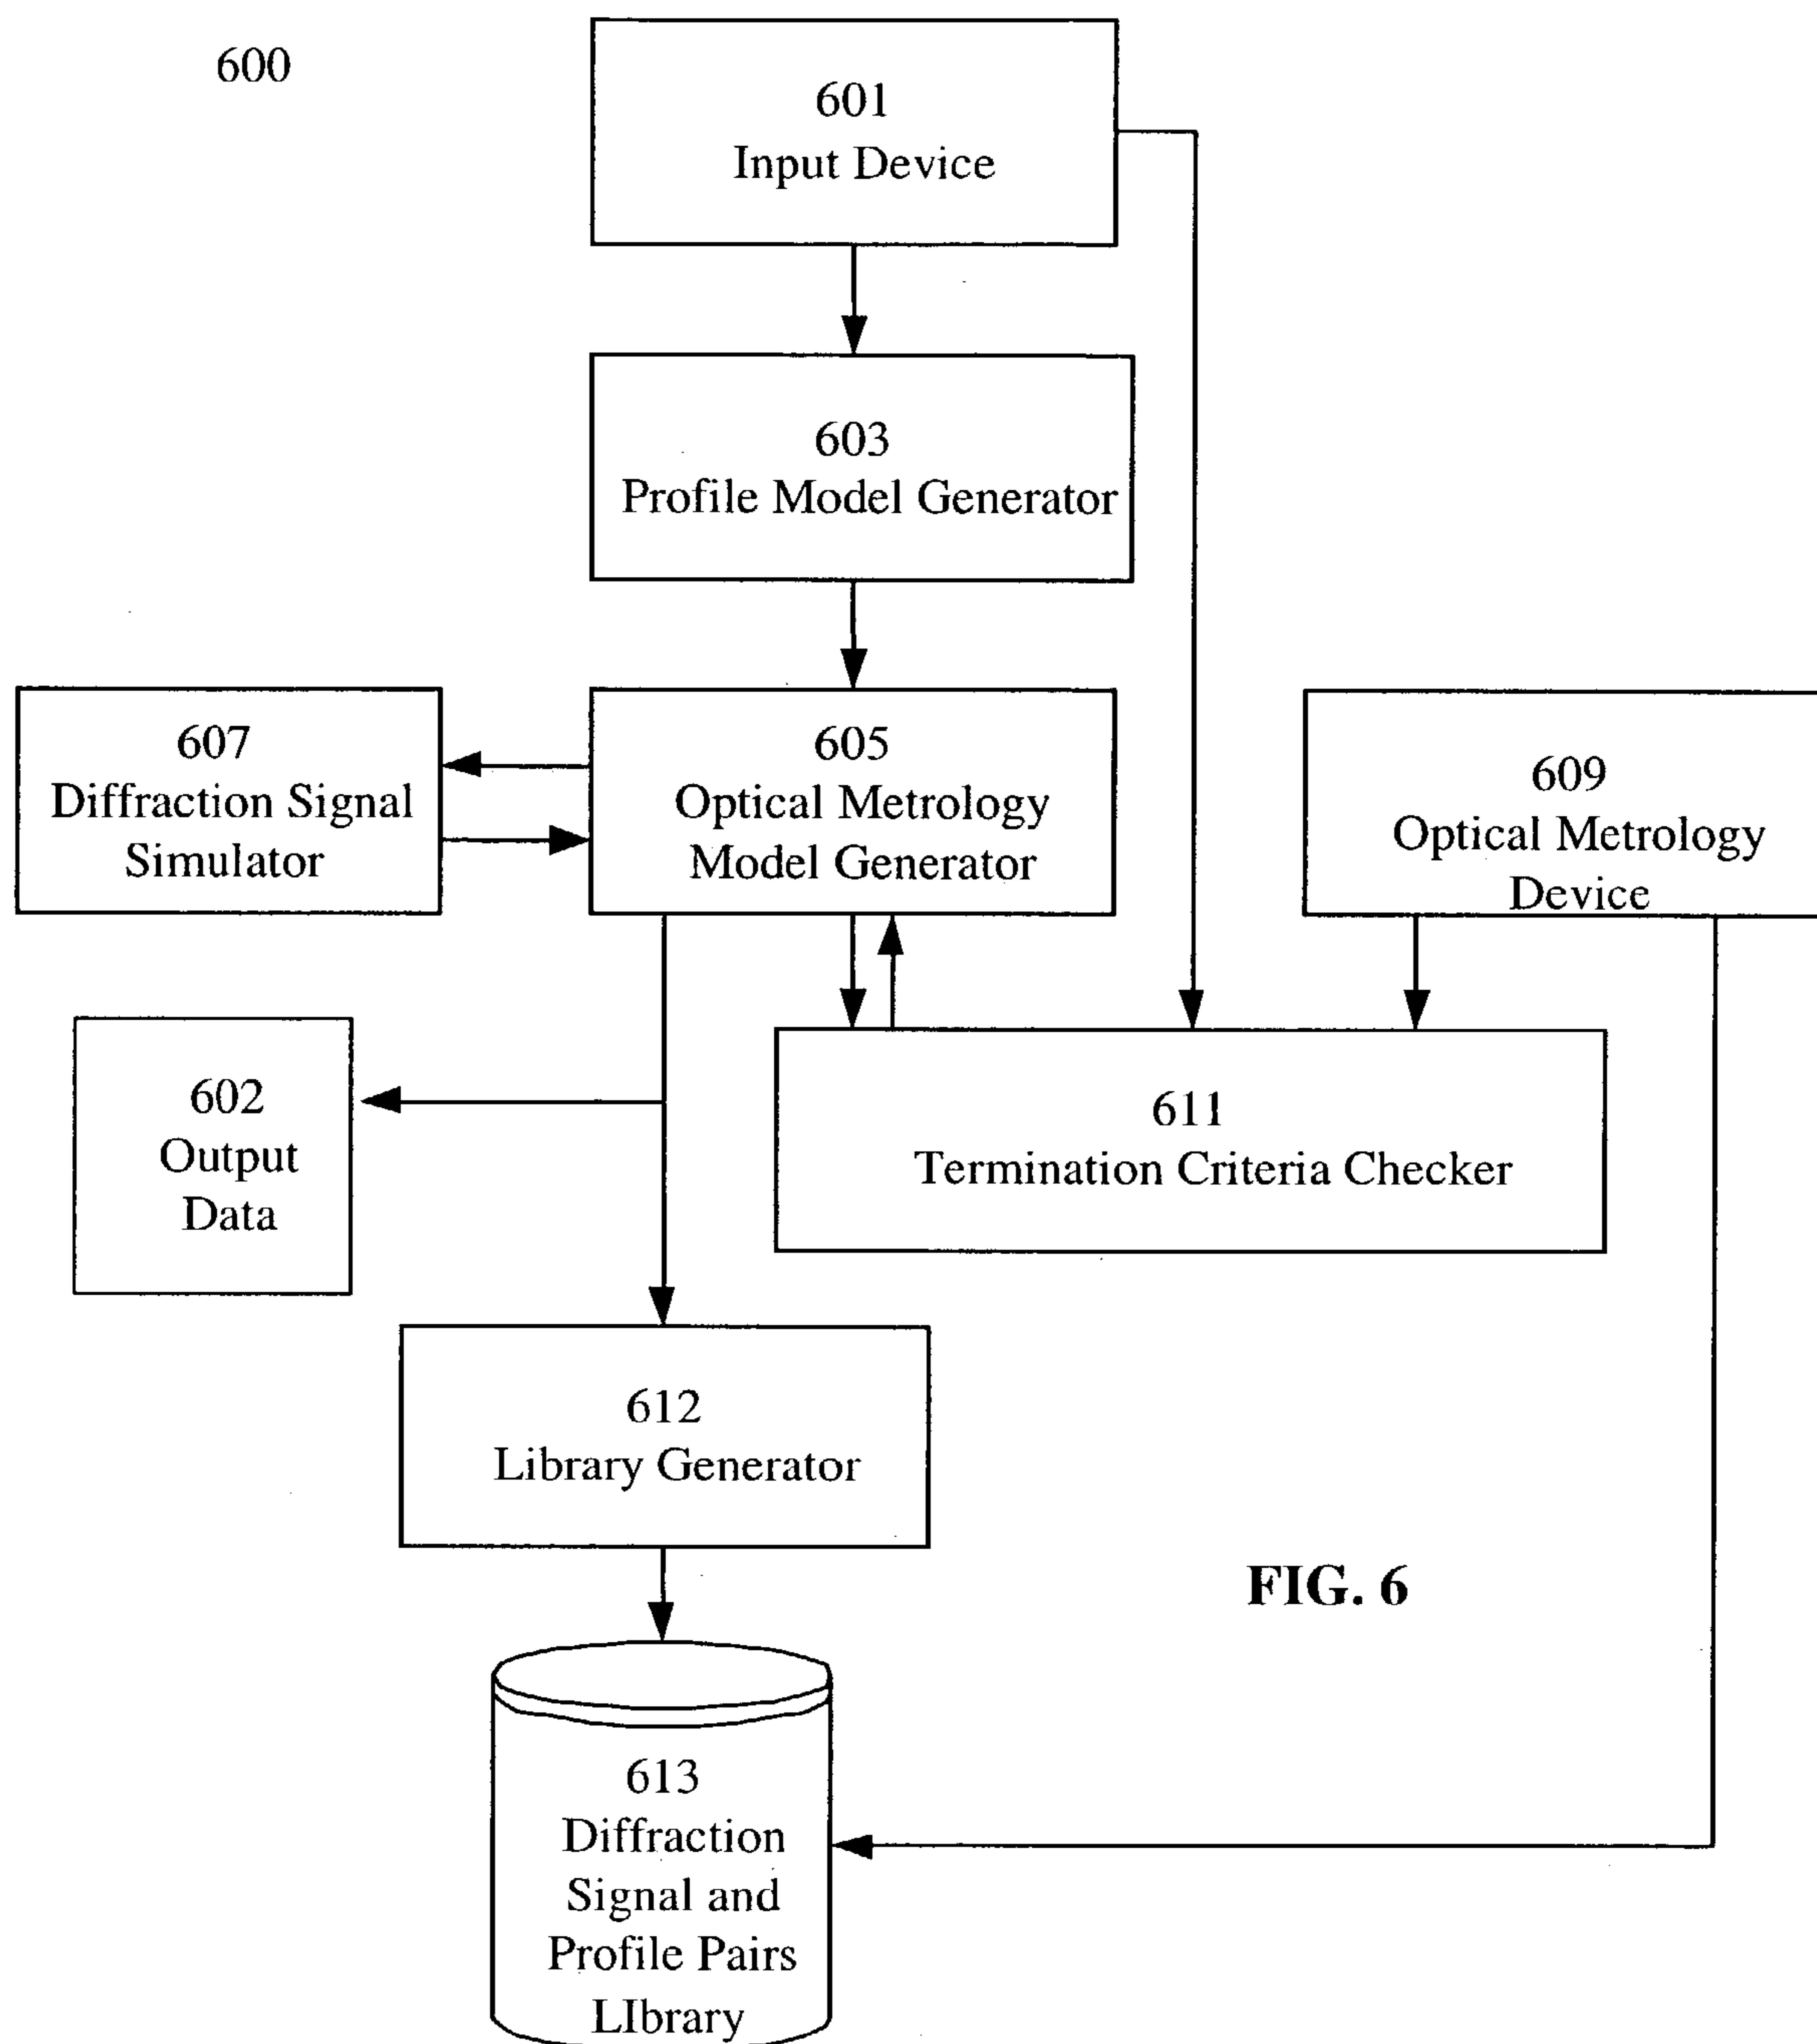 600
601
Input Device
603
Profile Model Generator
607
Diffraction Signal
Simulator
605
Optical Metrology
Model Generator
609
Optical Metrology
Device
602
Output
Data
611
Termination Criteria Checker
612
Library Generator
FIG. 6
613
Diffraction
Signal and
Profile Pairs
LIbrary